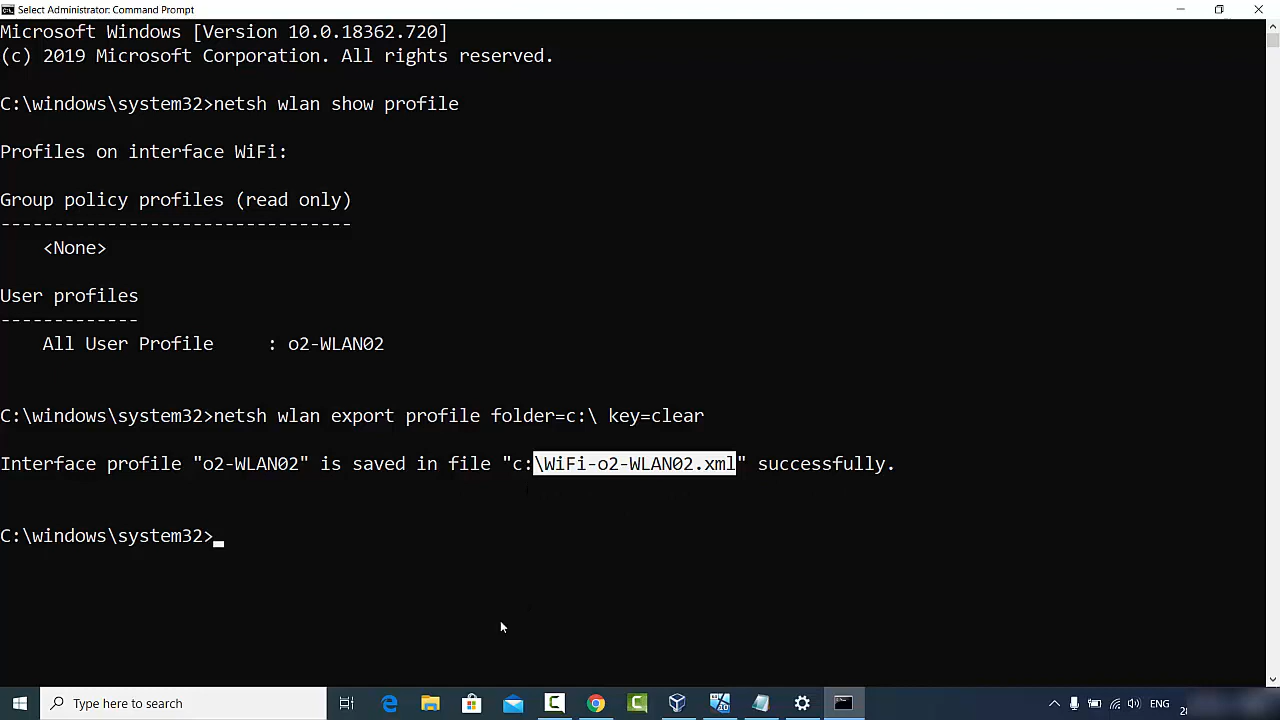 Select Administrator: Command Prompt
Microsoft Windows [Version 10.0.18362.720]
(c) 2019 Microsoft Corporation. All rights reserved.
C:\windows\system32>netsh wlan show profile
Profiles on interface WiFi:
Group policy profiles (read only)
---------------------------------
<None>
User profiles
-------------
All User Profile     : o2-WLAN02
C:\windows\system32>netsh wlan export profile folder=c:\ key=clear
Interface profile "o2-WLAN02" is saved in file "c:\WiFi-o2-WLAN02.xml" successfully.
C:\windows\system32>
Type here to search
ENG